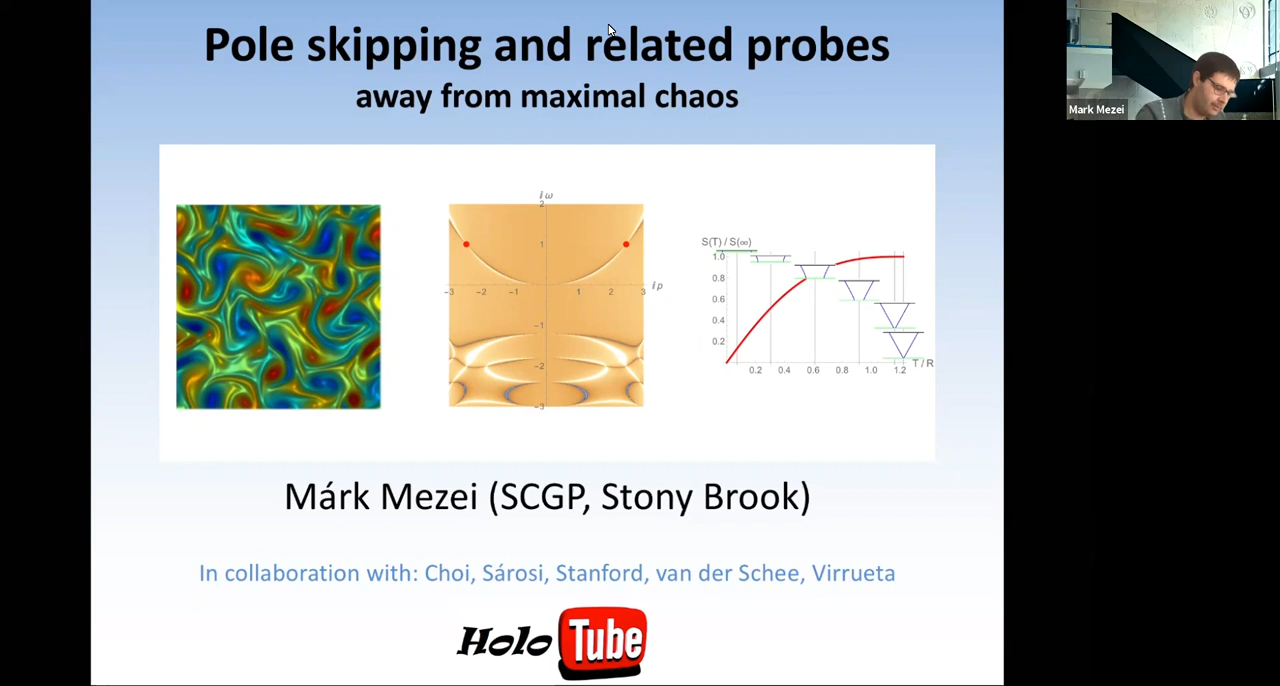 Pole skipping and related probes
away from maximal chaos
i ω
2
1
-3 -2 -1 1 2 3 i p
-1
-2
-3
S(T) / S(∞)
1.0
0.8
0.6
0.4
0.2
0.2 0.4 0.6 0.8 1.0 1.2 T / R
Márk Mezei (SCGP, Stony Brook)
In collaboration with: Choi, Sárosi, Stanford, van der Schee, Virrueta
Holo Tube
Mark Mezei